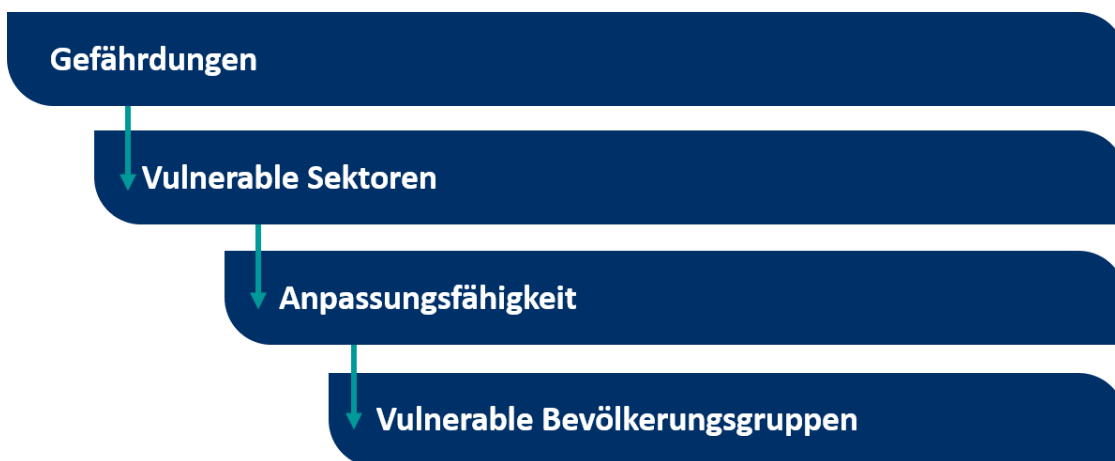 Gefährdungen
Vulnerable Sektoren
Anpassungsfähigkeit
Vulnerable Bevölkerungsgruppen